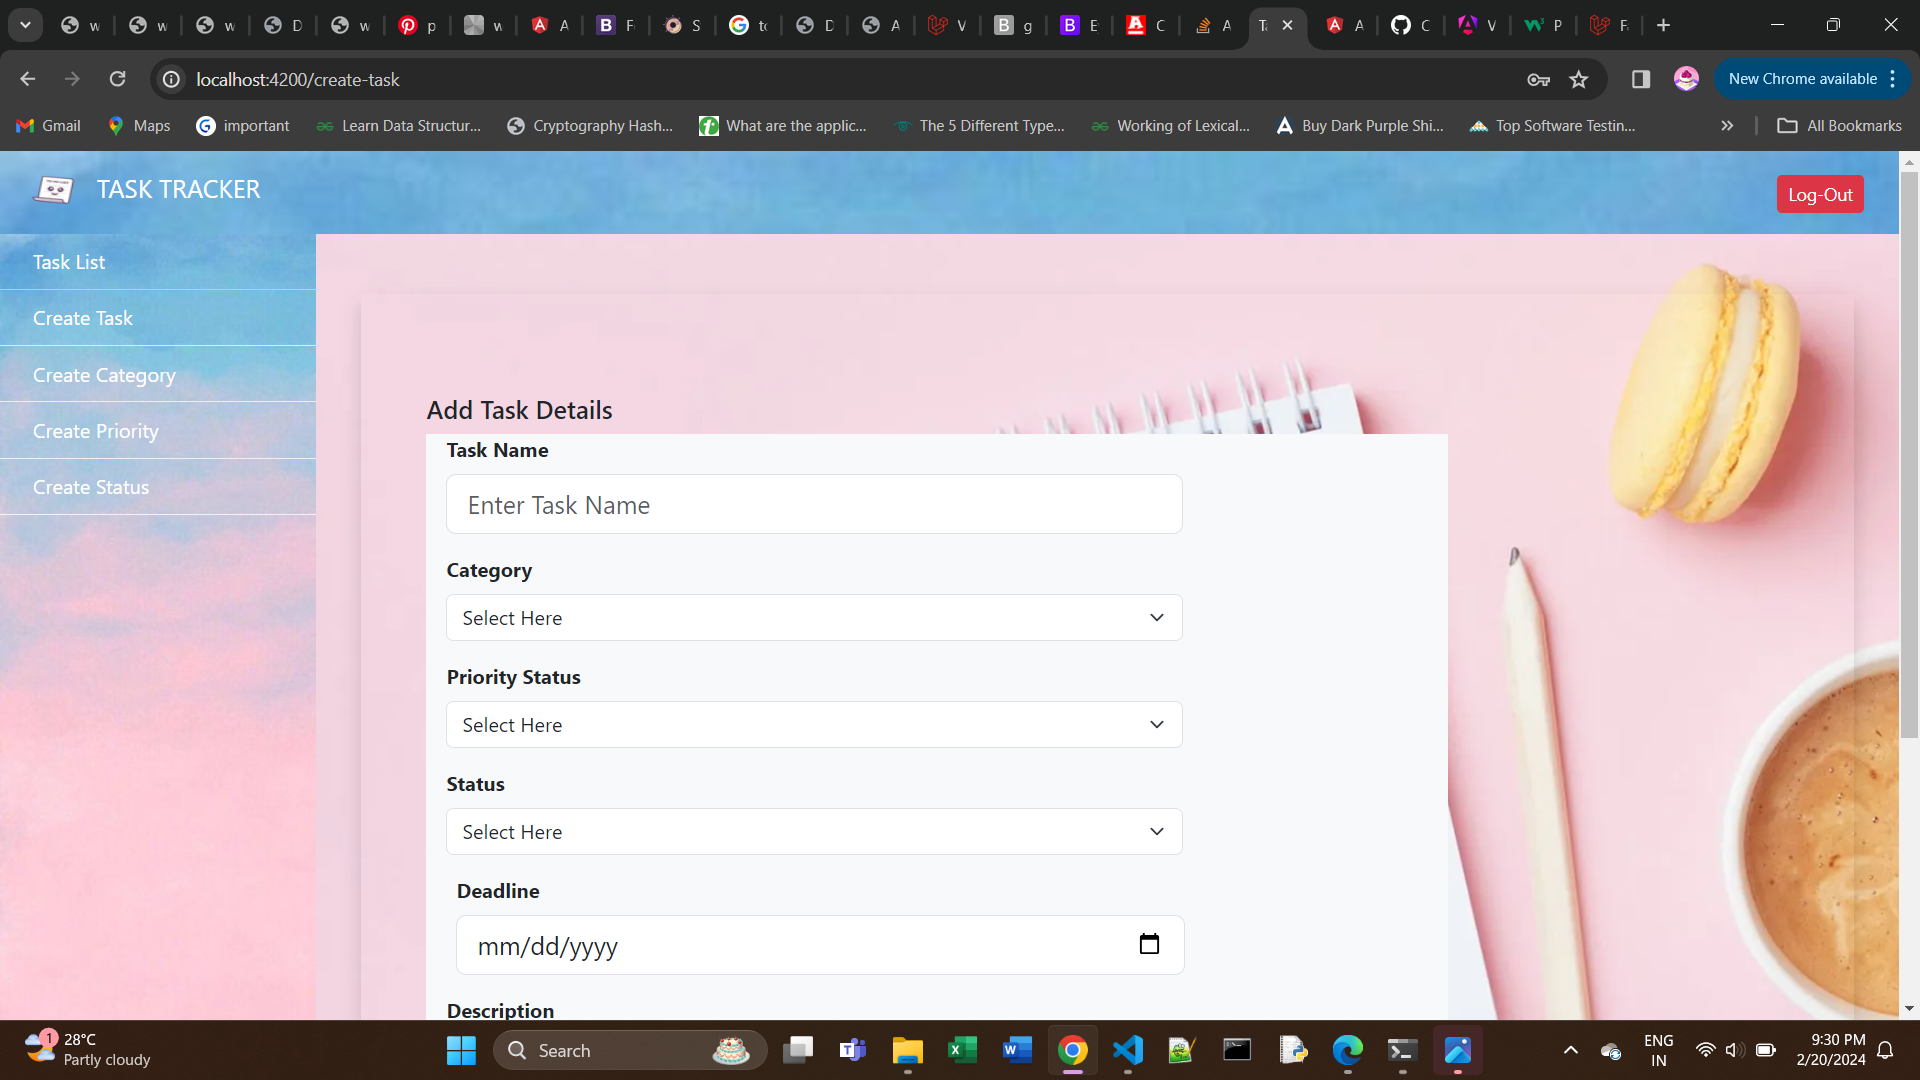 w w w D w p w A F S to D A V g E C A Ta A C V P Fa
localhost:4200/create-task
New Chrome available
Gmail Maps important Learn Data Structur... Cryptography Hash... What are the applic... The 5 Different Type... Working of Lexical... Buy Dark Purple Shi... Top Software Testin... » All Bookmarks
TASK TRACKER
Log-Out
Task List
Create Task
Create Category
Create Priority
Create Status
Add Task Details
Task Name
Enter Task Name
Category
Select Here
Priority Status
Select Here
Status
Select Here
Deadline
mm/dd/yyyy
Description
1
28°C
Partly cloudy
Search
ENG
IN
9:30 PM
2/20/2024